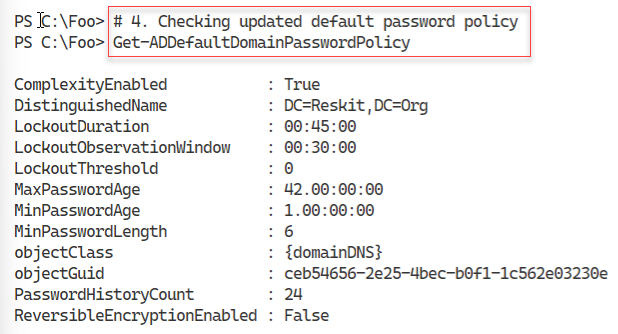 PS C:\Foo> # 4. Checking updated default password policy
PS C:\Foo> Get-ADDefaultDomainPasswordPolicy
ComplexityEnabled : True
DistinguishedName : DC=Reskit,DC=Org
LockoutDuration : 00:45:00
LockoutObservationWindow : 00:30:00
LockoutThreshold : 0
MaxPasswordAge : 42.00:00:00
MinPasswordAge : 1.00:00:00
MinPasswordLength : 6
objectClass : {domainDNS}
objectGuid : ceb54656-2e25-4bec-b0f1-1c562e03230e
PasswordHistoryCount : 24
ReversibleEncryptionEnabled : False